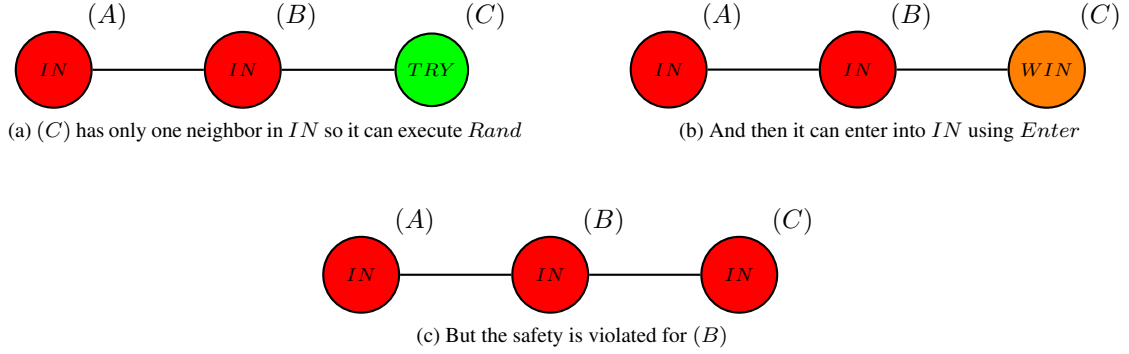 (A) (B) (C) (A) (B) (C)
IN IN TRY IN IN WIN
(a) (C) has only one neighbor in IN so it can execute Rand (b) And then it can enter into IN using Enter
(A) (B) (C)
IN IN IN
(c) But the safety is violated for (B)